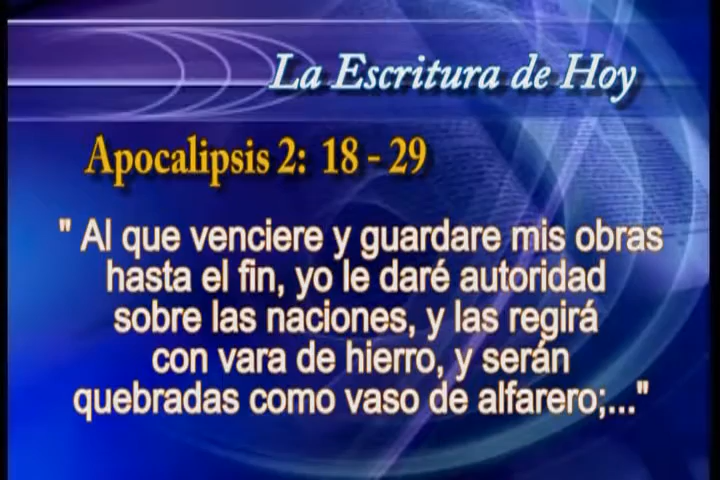 La Escritura de Hoy
Apocalipsis 2: 18 - 29
" Al que venciere y guardare mis obras
hasta el fin, yo le daré autoridad
sobre las naciones, y las regirá
con vara de hierro, y serán
quebradas como vaso de alfarero;..."